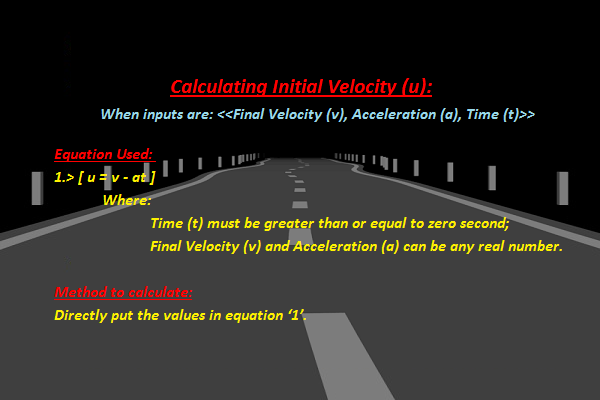 Calculating Initial Velocity (u):
When inputs are: <<Final Velocity (v), Acceleration (a), Time (t)>>
Equation Used:
1.> [ u = v - at ]
Where:
Time (t) must be greater than or equal to zero second;
Final Velocity (v) and Acceleration (a) can be any real number.
Method to calculate:
Directly put the values in equation ‘1’.